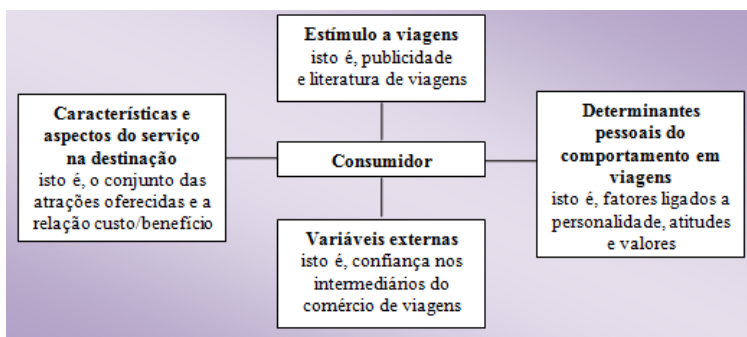 Estímulo a viagens
isto é, publicidade
e literatura de viagens
Características e
aspectos do serviço
na destinação
isto é, o conjunto das
atrações oferecidas e a
relação custo/benefício
Consumidor
Determinantes
pessoais do
comportamento em
viagens
isto é, fatores ligados a
personalidade, atitudes
e valores
Variáveis externas
isto é, confiança nos
intermediários do
comércio de viagens